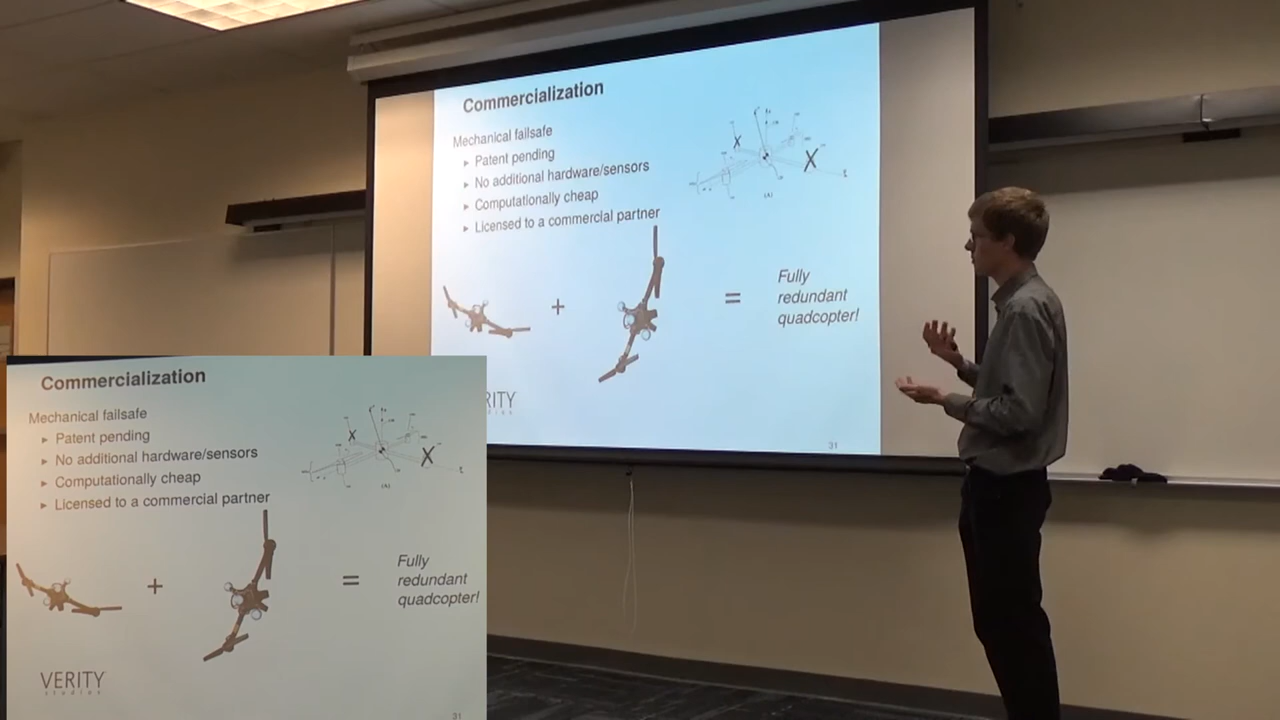 Commercialization
Mechanical failsafe
▸ Patent pending
▸ No additional hardware/sensors
▸ Computationally cheap
▸ Licensed to a commercial partner
X
X
(A)
+
=
Fully
redundant
quadcopter!
RITY
31
Commercialization
Mechanical failsafe
▸ Patent pending
▸ No additional hardware/sensors
▸ Computationally cheap
▸ Licensed to a commercial partner
X
X
(A)
+
=
Fully
redundant
quadcopter!
VERITY
studios
31